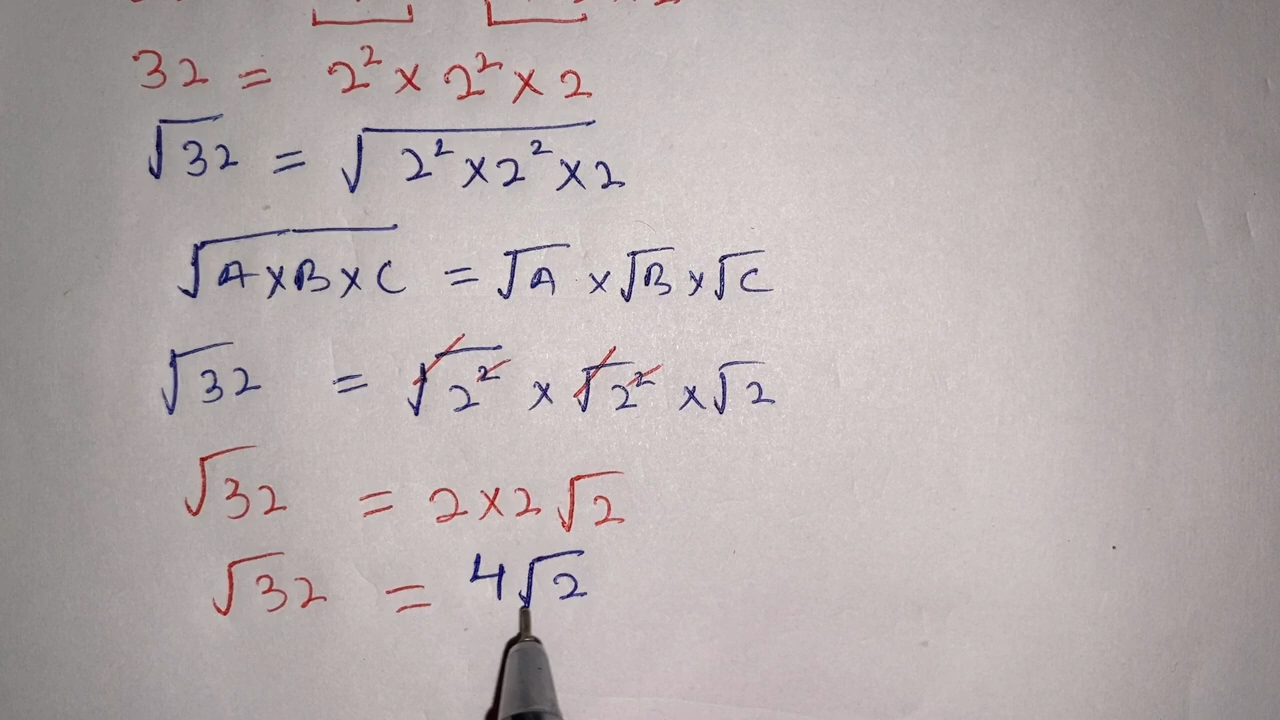 32 = 2² × 2² × 2
√32 = √2² × 2² × 2
√A × B × C = √A × √B × √C
√32 = √2² × √2² × √2
√32 = 2 × 2 √2
√32 = 4 √2